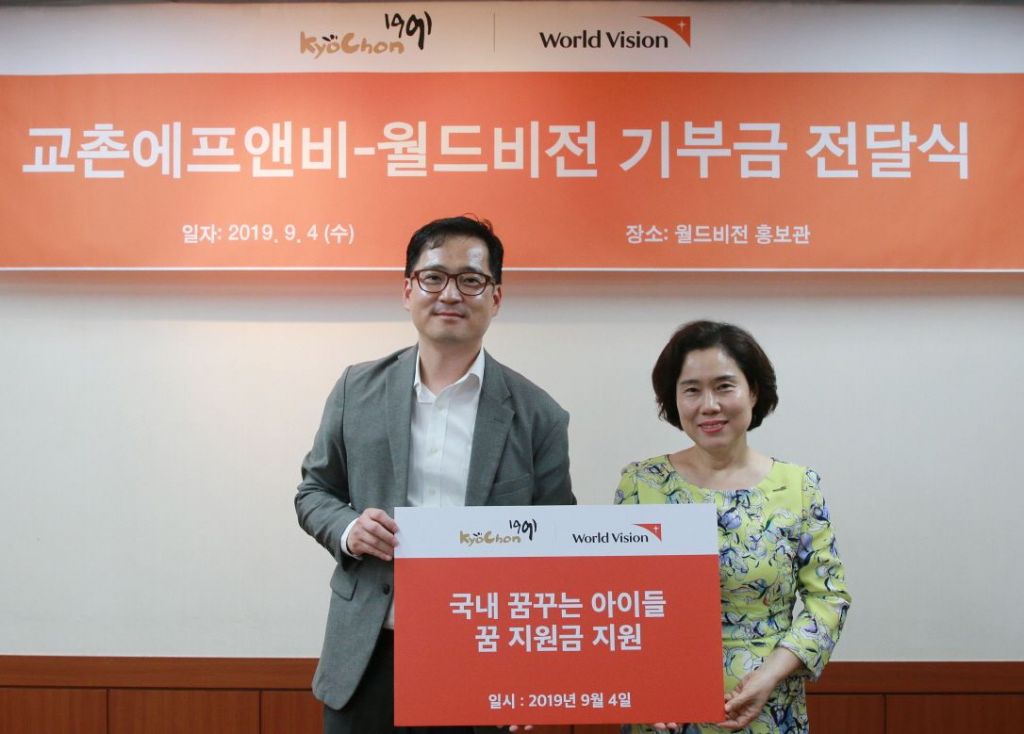 KyoChon 1991 World Vision
교촌에프앤비-월드비전 기부금 전달식
일자: 2019. 9. 4 (수) 장소: 월드비전 홍보관
KyoChon 1991 World Vision
국내 꿈꾸는 아이들
꿈 지원금 지원
일시 : 2019년 9월 4일